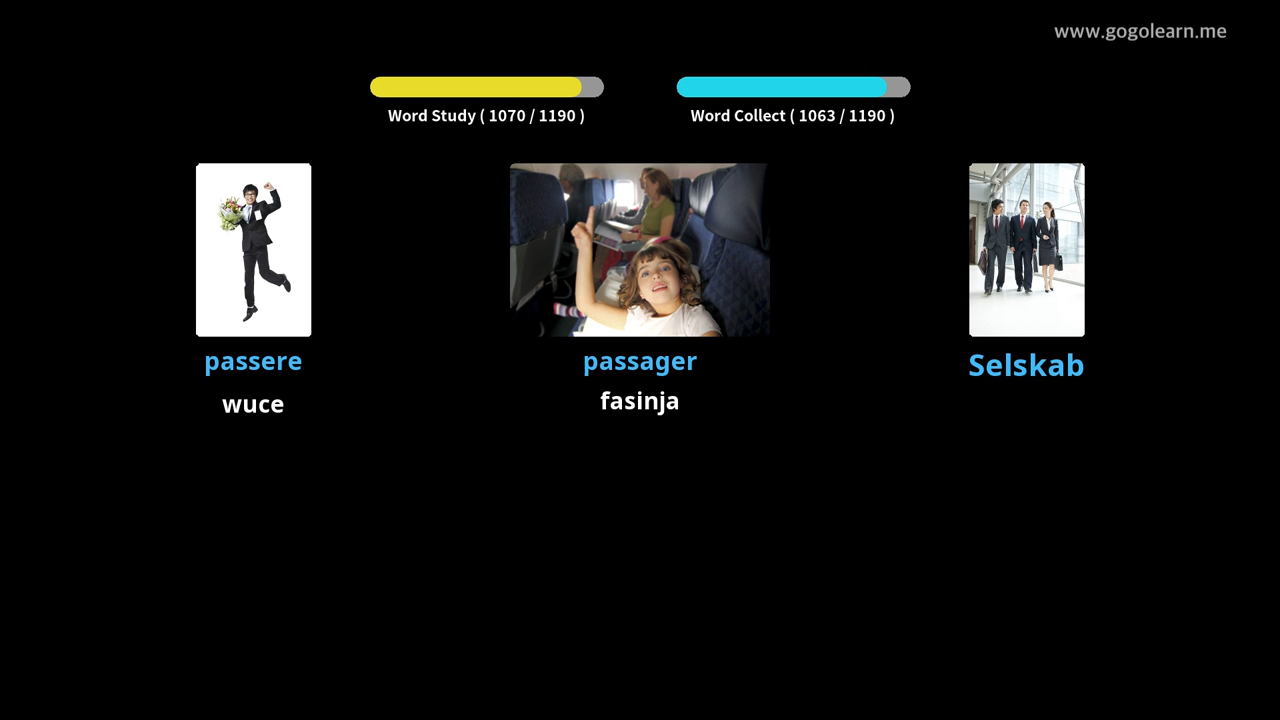 www.gogolearn.me
Word Study ( 1070 / 1190 )
Word Collect ( 1063 / 1190 )
passere
passager
Selskab
wuce
fasinja